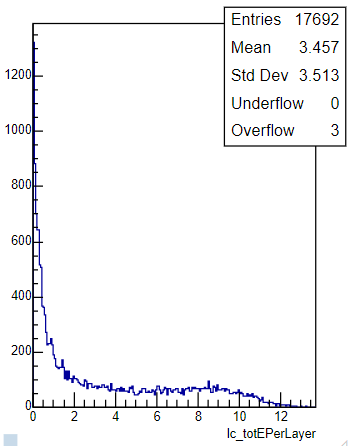 Entries 17692
Mean 3.457
Std Dev 3.513
Underflow 0
Overflow 3
1200
1000
800
600
400
200
0
0 2 4 6 8 10 12
lc_totEPerLayer